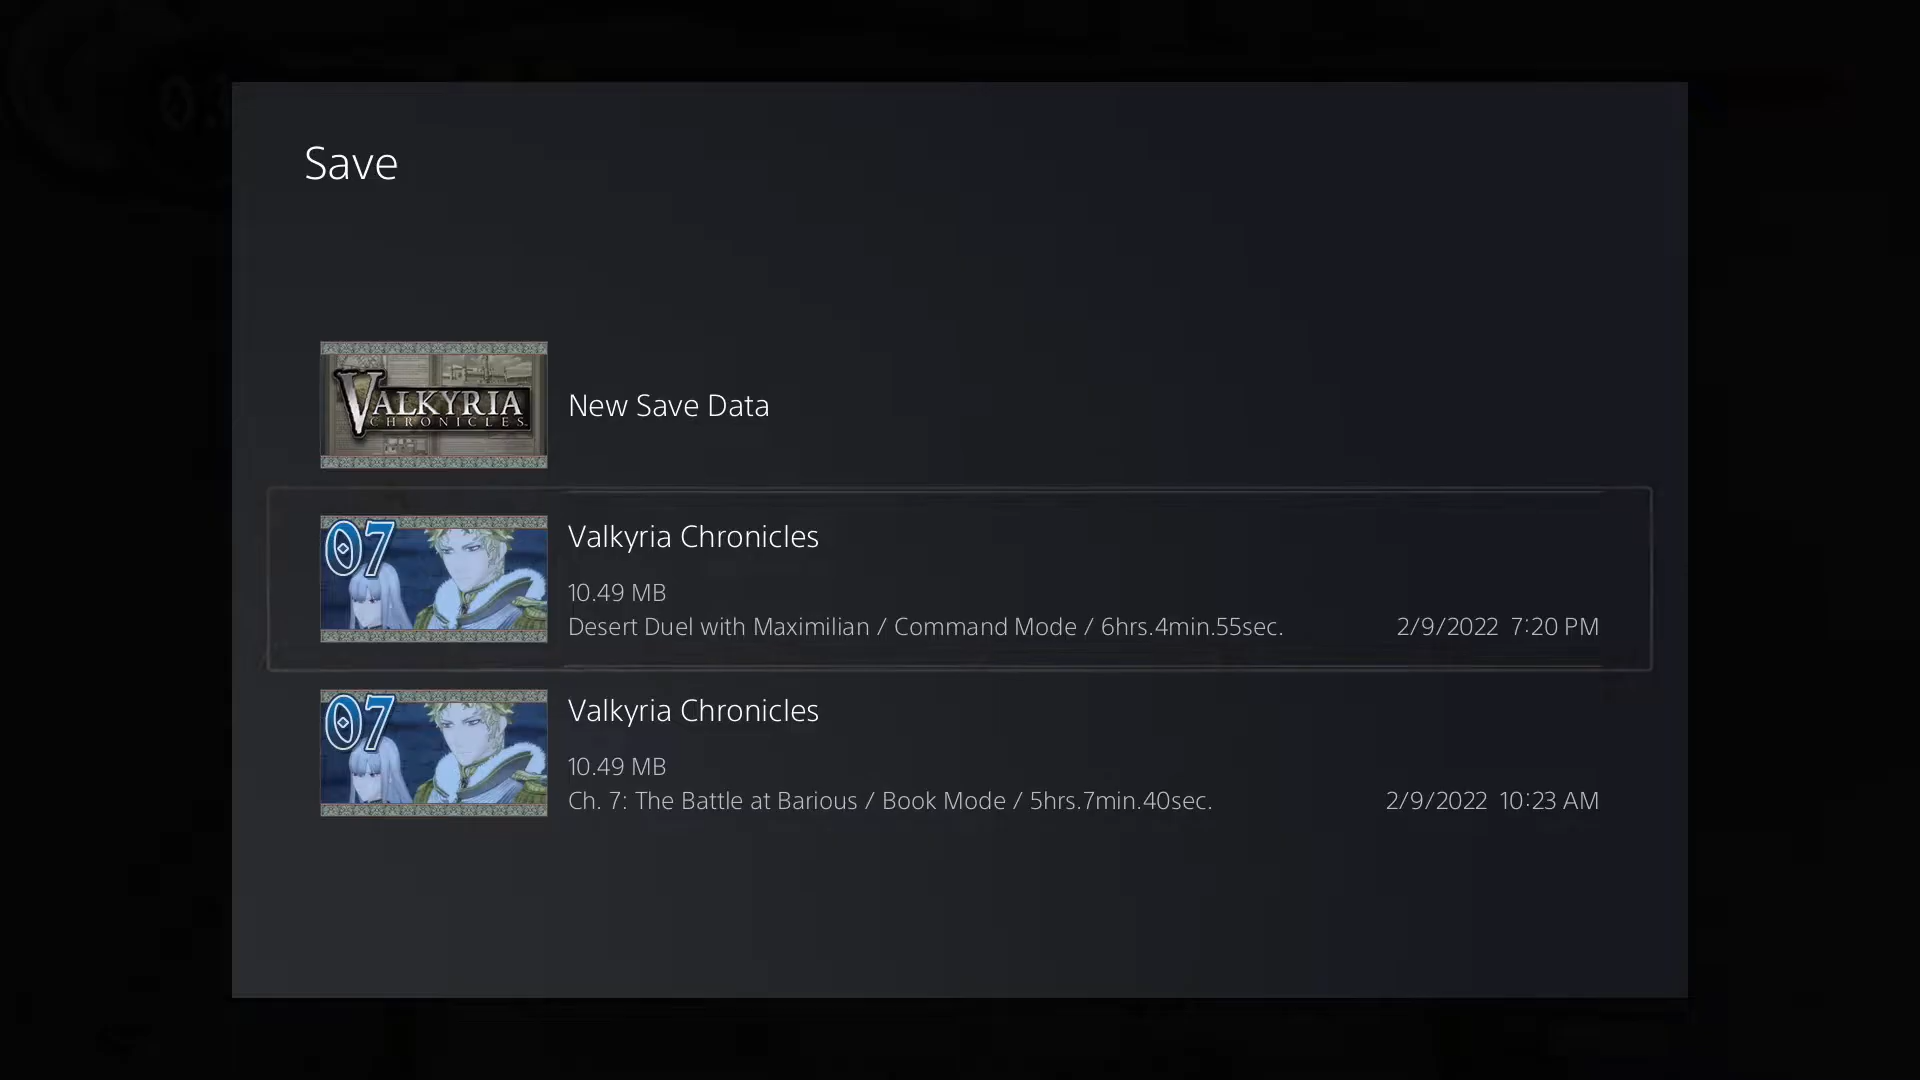 Save
VALKYRIA
CHRONICLES
New Save Data
07
Valkyria Chronicles
10.49 MB
Desert Duel with Maximilian / Command Mode / 6hrs.4min.55sec. 2/9/2022 7:20 PM
07
Valkyria Chronicles
10.49 MB
Ch. 7: The Battle at Barious / Book Mode / 5hrs.7min.40sec. 2/9/2022 10:23 AM